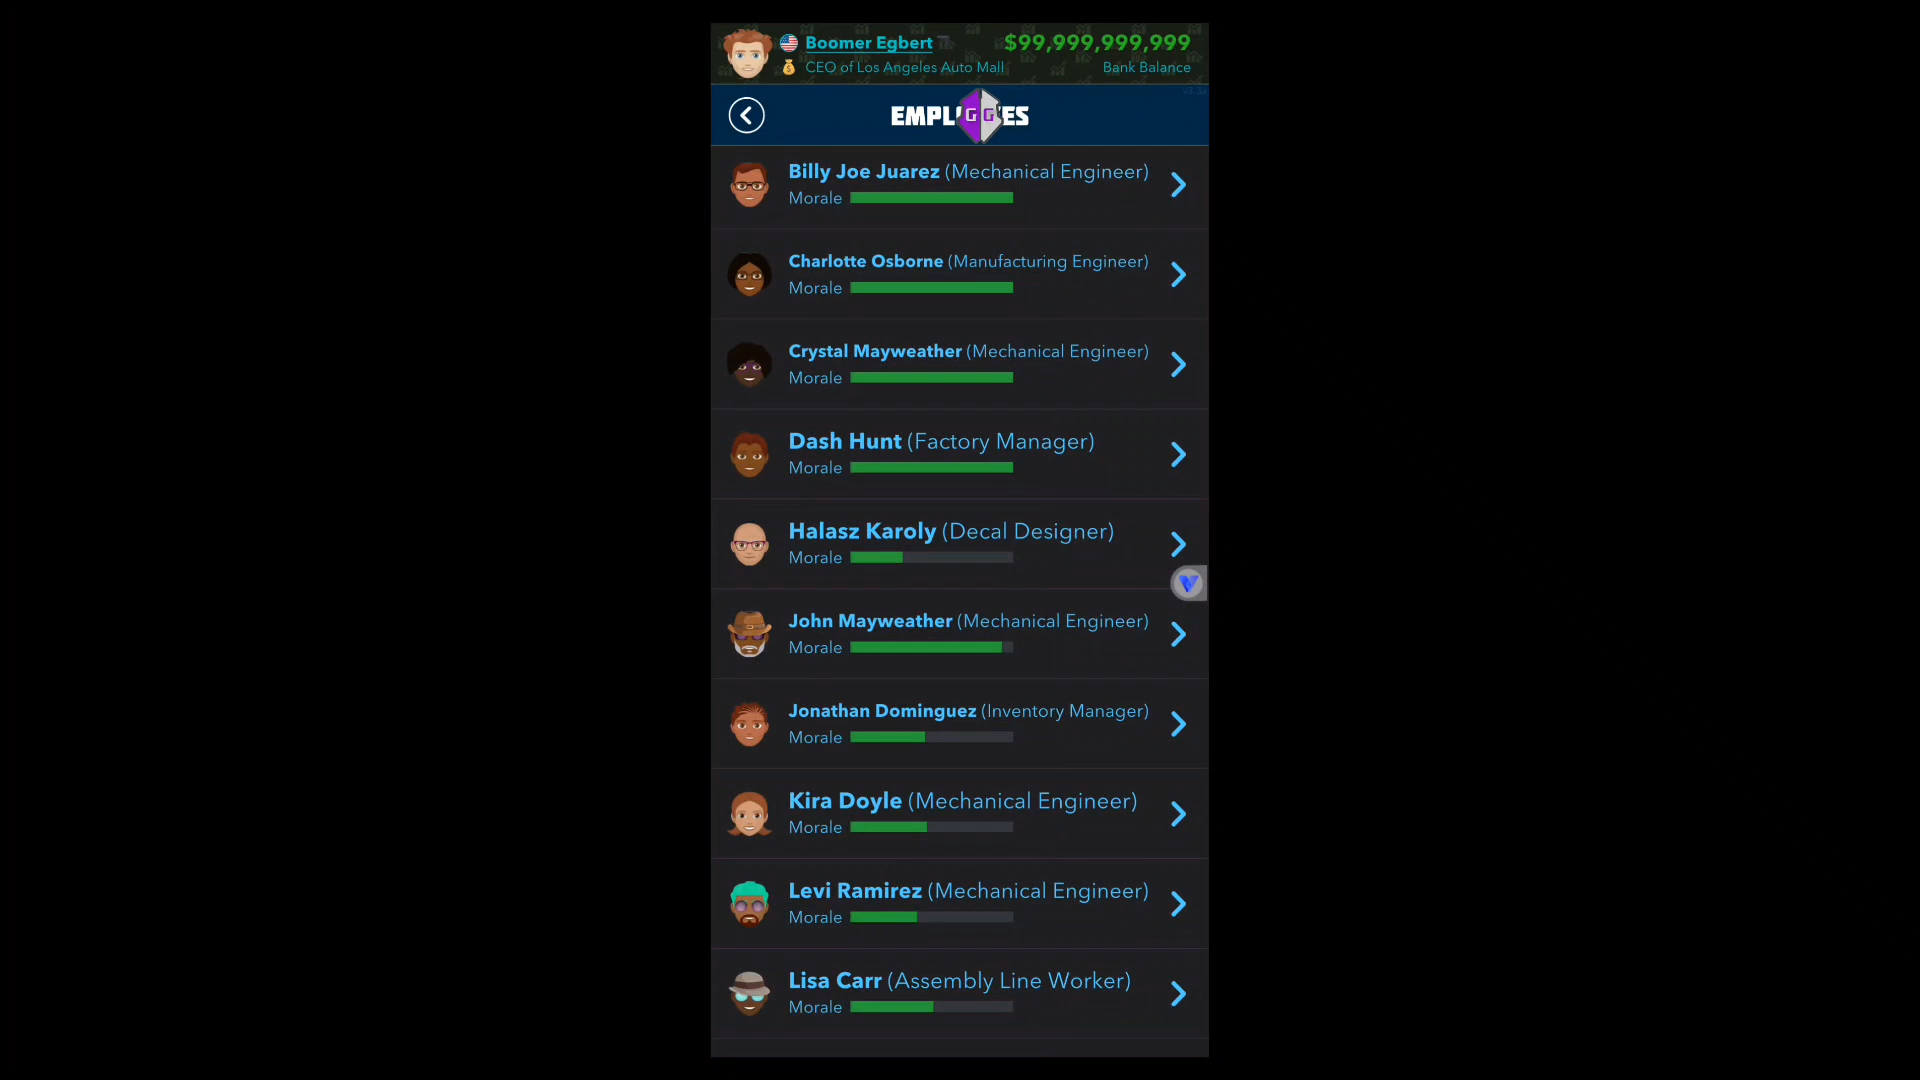 Boomer Egbert
$99,999,999,999
CEO of Los Angeles Auto Mall
Bank Balance
v3.3a
EMPL GG ES
Billy Joe Juarez (Mechanical Engineer)
Morale
Charlotte Osborne (Manufacturing Engineer)
Morale
Crystal Mayweather (Mechanical Engineer)
Morale
Dash Hunt (Factory Manager)
Morale
Halasz Karoly (Decal Designer)
Morale
V
John Mayweather (Mechanical Engineer)
Morale
Jonathan Dominguez (Inventory Manager)
Morale
Kira Doyle (Mechanical Engineer)
Morale
Levi Ramirez (Mechanical Engineer)
Morale
Lisa Carr (Assembly Line Worker)
Morale